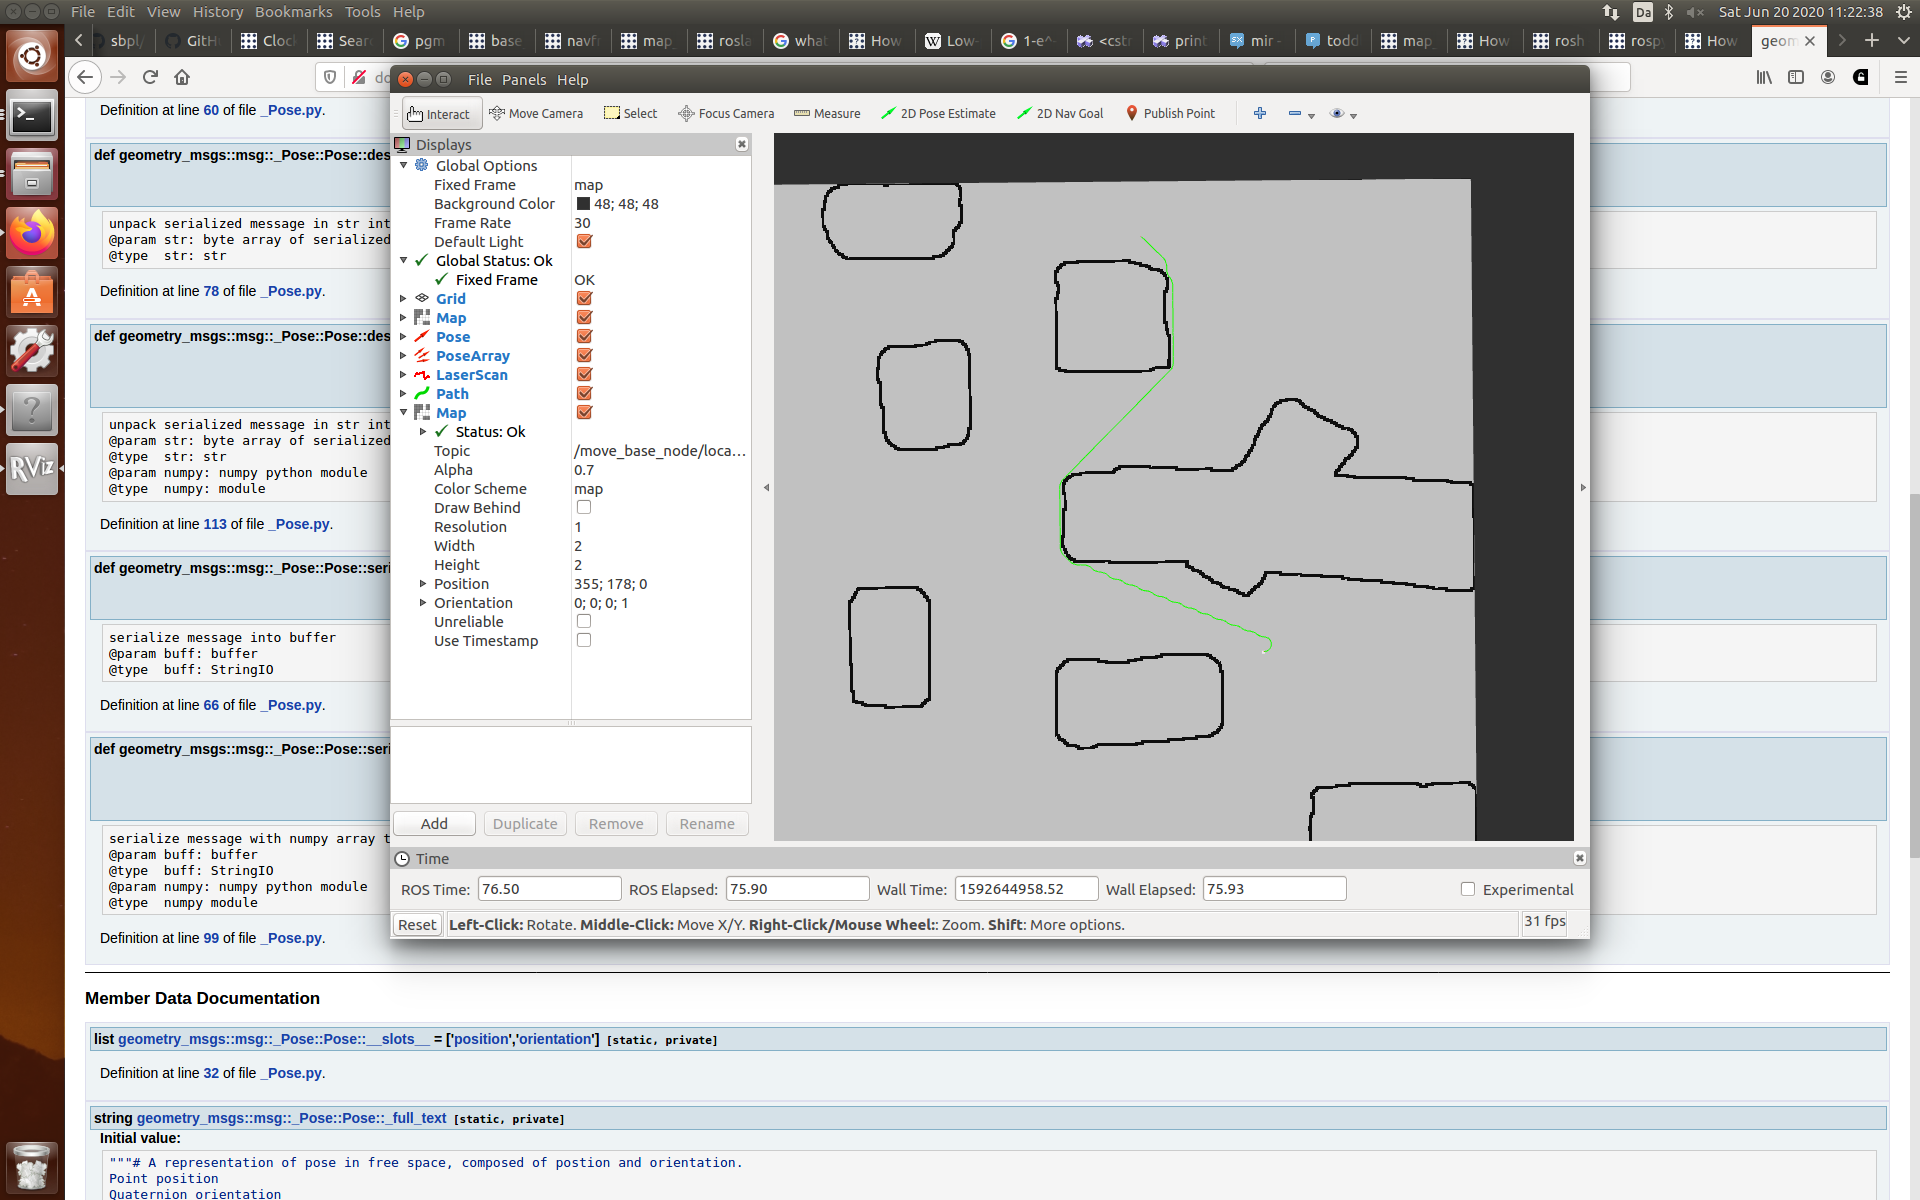 File Edit View History Bookmarks Tools Help
Da
Sat Jun 20 2020 11:22:38
sbpl/
GitH
Cloc
Sear
pgm
base
navf
map_
rosla
what
How
Low-
1-e^
<cst
print
mir-
todd
map_
How
rosh
rosp
How
geom
do
File Panels Help
Interact Move Camera Select Focus Camera Measure 2D Pose Estimate 2D Nav Goal Publish Point
Displays
Global Options
Fixed Frame map
Background Color 48; 48; 48
Frame Rate 30
Default Light
Global Status: Ok
Fixed Frame OK
Grid
Map
Pose
PoseArray
LaserScan
Path
Map
Status: Ok
Topic /move_base_node/loca...
Alpha 0.7
Color Scheme map
Draw Behind
Resolution 1
Width 2
Height 2
Position 355; 178; 0
Orientation 0; 0; 0; 1
Unreliable
Use Timestamp
Add Duplicate Remove Rename
Time
ROS Time: 76.50 ROS Elapsed: 75.90 Wall Time: 1592644958.52 Wall Elapsed: 75.93 Experimental
Reset Left-Click: Rotate. Middle-Click: Move X/Y. Right-Click/Mouse Wheel:: Zoom. Shift: More options. 31 fps
RViz
Definition at line 60 of file _Pose.py.
def geometry_msgs::msg::_Pose::Pose::des
unpack serialized message in str int
@param str: byte array of serialized
@type str: str
Definition at line 78 of file _Pose.py.
def geometry_msgs::msg::_Pose::Pose::des
unpack serialized message in str int
@param str: byte array of serialized
@type str: str
@param numpy: numpy python module
@type numpy: module
Definition at line 113 of file _Pose.py.
def geometry_msgs::msg::_Pose::Pose::seri
serialize message into buffer
@param buff: buffer
@type buff: StringIO
Definition at line 66 of file _Pose.py.
def geometry_msgs::msg::_Pose::Pose::seri
serialize message with numpy array t
@param buff: buffer
@type buff: StringIO
@param numpy: numpy python module
@type numpy module
Definition at line 99 of file _Pose.py.
Member Data Documentation
list geometry_msgs::msg::_Pose::Pose::__slots__ = ['position','orientation'] [static, private]
Definition at line 32 of file _Pose.py.
string geometry_msgs::msg::_Pose::Pose::_full_text [static, private]
Initial value:
"""# A representation of pose in free space, composed of postion and orientation.
Point position
Quaternion orientation